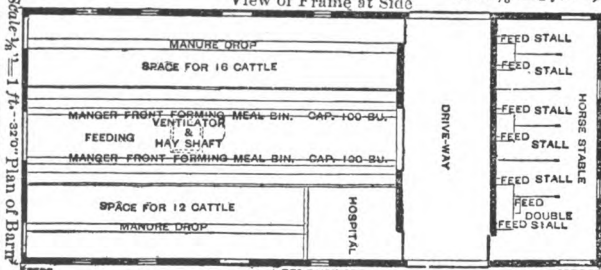 View of Frame at Side
Scale ⅛"=1 ft.--32'0" Plan of Barn
MANURE DROP
SPACE FOR 16 CATTLE
MANGER FRONT FORMING MEAL BIN. CAP. 100 BU.
FEEDING
VENTILATOR
&
HAY SHAFT
MANGER FRONT FORMING MEAL BIN. CAP. 100 BU.
SPACE FOR 12 CATTLE
MANURE DROP
HOSPITAL
DRIVE-WAY
FEED STALL
FEED STALL
FEED STALL
FEED STALL
FEED STALL
FEED
DOUBLE
FEED STALL
HORSE STABLE